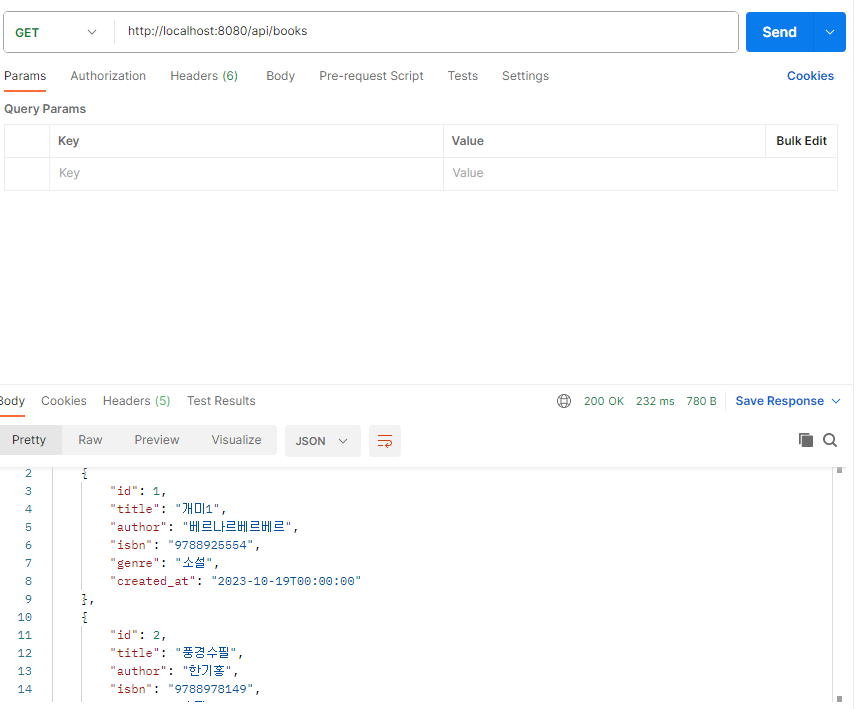 GET http://localhost:8080/api/books Send
Params Authorization Headers (6) Body Pre-request Script Tests Settings Cookies
Query Params
Key Value Bulk Edit
Key Value
Body Cookies Headers (5) Test Results 200 OK 232 ms 780 B Save Response
Pretty Raw Preview Visualize JSON
2 {
3 "id": 1,
4 "title": "개미1",
5 "author": "베르나르베르베르",
6 "isbn": "9788925554",
7 "genre": "소설",
8 "created_at": "2023-10-19T00:00:00"
9 },
10 {
11 "id": 2,
12 "title": "풍경수필",
13 "author": "한기홍",
14 "isbn": "9788978149",